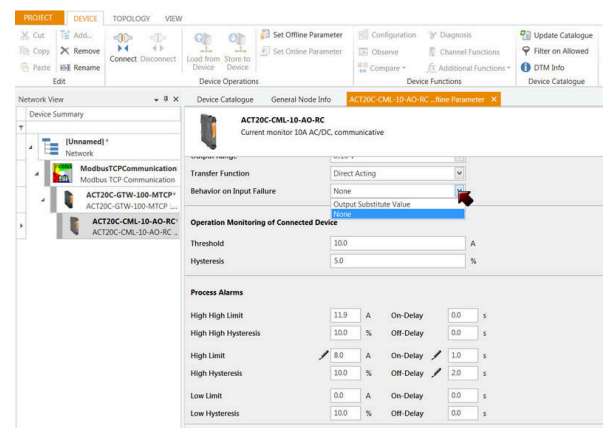 PROJECT DEVICE TOPOLOGY VIEW
Cut Add... Set Offline Parameter Configuration Diagnosis Update Catalogue
Copy Remove Connect Disconnect Load from Device Store to Device Set Online Parameter Observe Channel Functions Filter on Allowed
Paste Rename Compare Additional Functions DTM Info
Edit Device Operations Device Functions Device Catalogue
Network View Device Catalogue General Node Info ACT20C-CML-10-AO-RC ...fline Parameter
Device Summary
ACT20C-CML-10-AO-RC
Current monitor 10A AC/DC, communicative
[Unnamed]*
Network
ModbusTCPCommunication
Modbus TCP Communication
ACT20C-GTW-100-MTCP*
ACT20C-GTW-100-MTCP ...
ACT20C-CML-10-AO-RC*
ACT20C-CML-10-AO-RC ..
Output Range 0..10 V
Transfer Function Direct Acting
Behavior on Input Failure None
Output Substitute Value
None
Operation Monitoring of Connected Device
Threshold 10.0 A
Hysteresis 5.0 %
Process Alarms
High High Limit 11.9 A On-Delay 0.0 s
High High Hysteresis 10.0 % Off-Delay 0.0 s
High Limit 8.0 A On-Delay 1.0 s
High Hysteresis 10.0 % Off-Delay 2.0 s
Low Limit 0.0 A On-Delay 0.0 s
Low Hysteresis 10.0 % Off-Delay 0.0 s